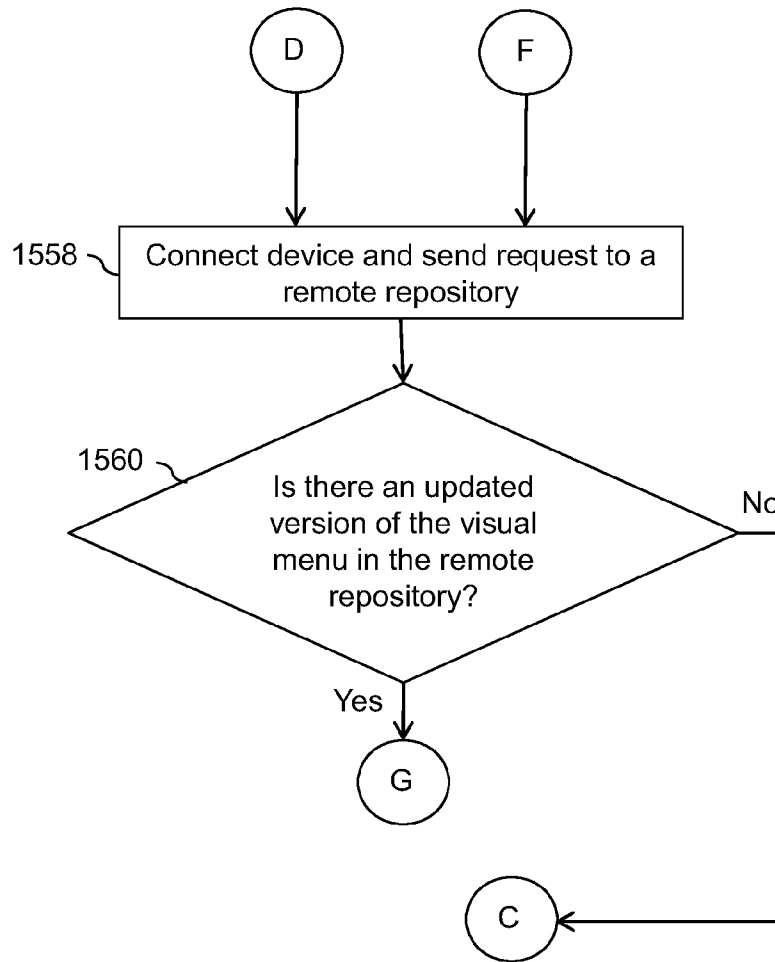 D
F
1558
Connect device and send request to a
remote repository
1560
Is there an updated
version of the visual
menu in the remote
repository?
No
Yes
G
C